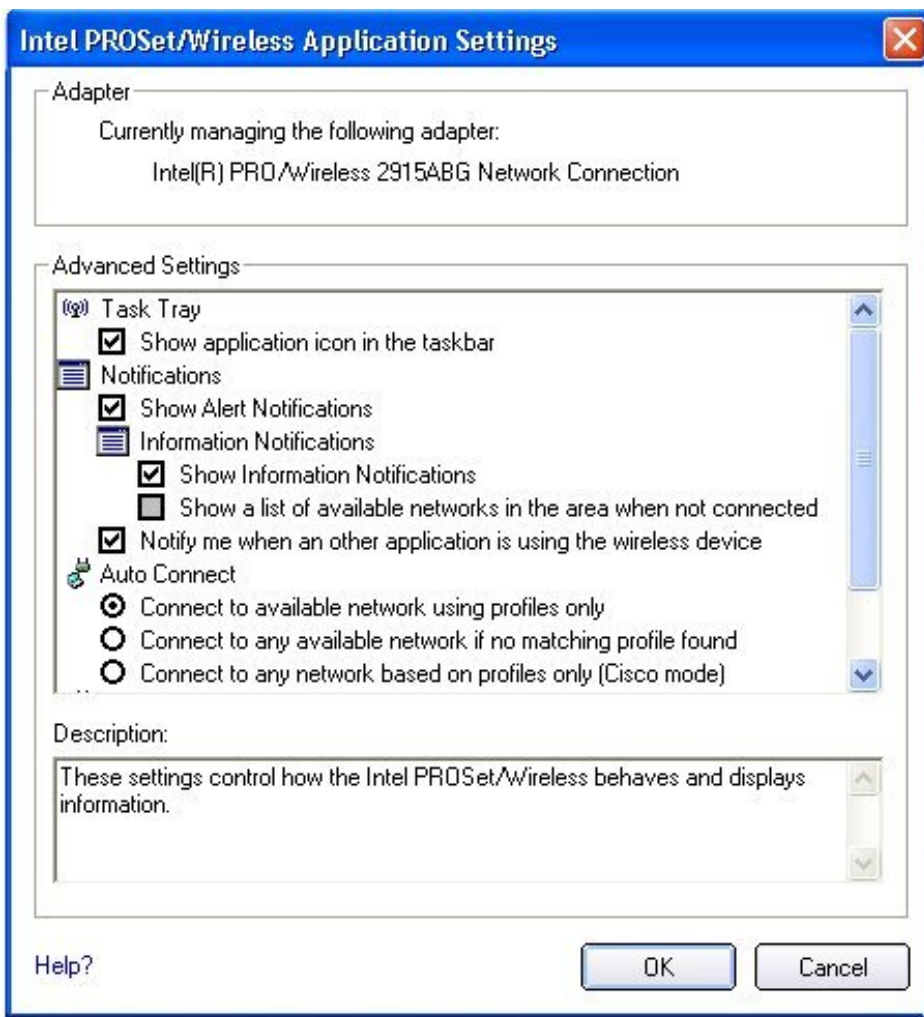 Intel PROSet/Wireless Application Settings
Adapter
Currently managing the following adapter:
Intel(R) PRO/Wireless 2915ABG Network Connection
Advanced Settings
Task Tray
Show application icon in the taskbar
Notifications
Show Alert Notifications
Information Notifications
Show Information Notifications
Show a list of available networks in the area when not connected
Notify me when an other application is using the wireless device
Auto Connect
Connect to available network using profiles only
Connect to any available network if no matching profile found
Connect to any network based on profiles only (Cisco mode)
Description:
These settings control how the Intel PROSet/Wireless behaves and displays
information.
Help?
OK
Cancel